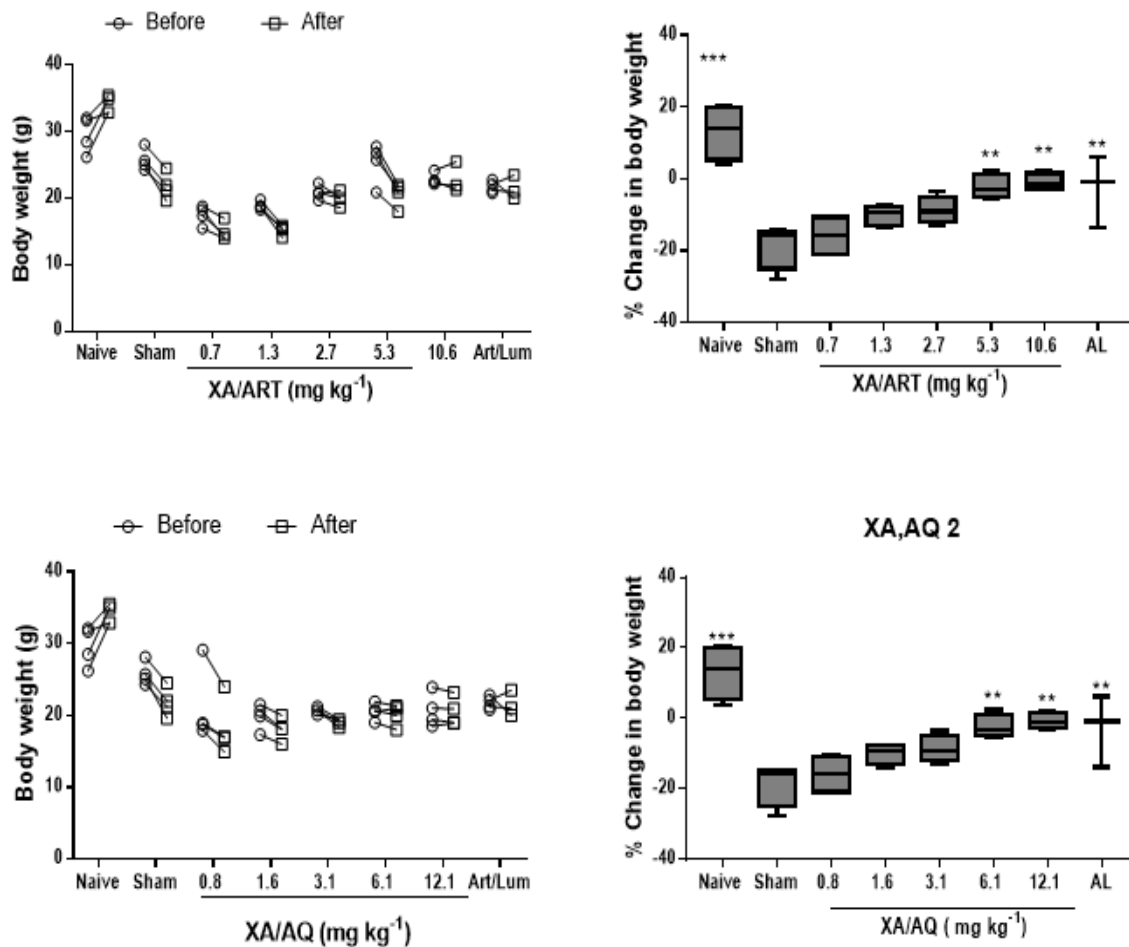 Before After
Body weight (g)
40
30
20
10
0
Naive Sham 0.7 1.3 2.7 5.3 10.6 Art/Lum
XA/ART (mg kg⁻¹)
% Change in body weight
40
20
0
-20
-40
*** ** ** **
Naive Sham 0.7 1.3 2.7 5.3 10.6 AL
XA/ART (mg kg⁻¹)
Before After
Body weight (g)
40
30
20
10
0
Naive Sham 0.8 1.6 3.1 6.1 12.1 Art/Lum
XA/AQ (mg kg⁻¹)
XA,AQ 2
% Change in body weight
40
20
0
-20
-40
*** ** ** **
Naive Sham 0.8 1.6 3.1 6.1 12.1 AL
XA/AQ ( mg kg⁻¹)